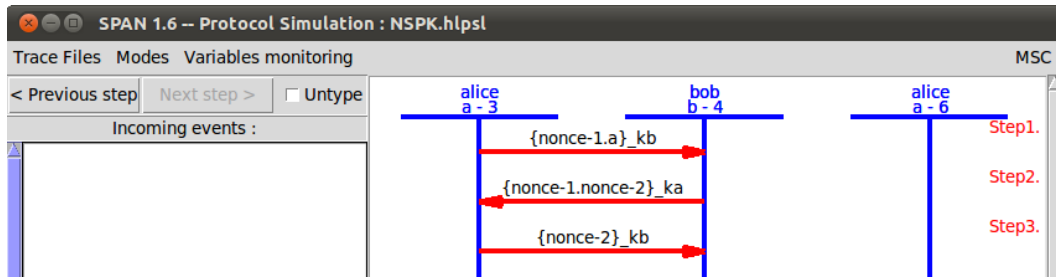 SPAN 1.6 -- Protocol Simulation : NSPK.hlpsl
Trace Files Modes Variables monitoring MSC
< Previous step Next step > Untype
Incoming events :
alice bob alice
a - 3 b - 4 a - 6
Step1.
{nonce-1.a}_kb
Step2.
{nonce-1.nonce-2}_ka
Step3.
{nonce-2}_kb